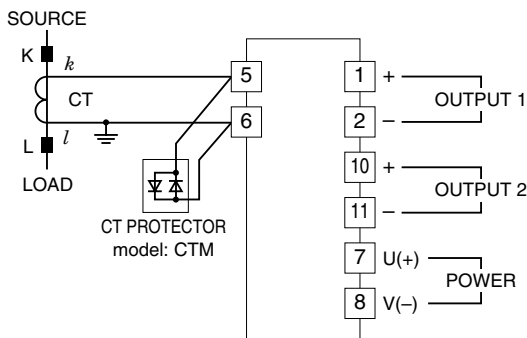 SOURCE
K
k
CT
L
l
LOAD
CT PROTECTOR
model: CTM
5
6
1 +
2 –
OUTPUT 1
10 +
11 –
OUTPUT 2
7 U(+)
8 V(–)
POWER